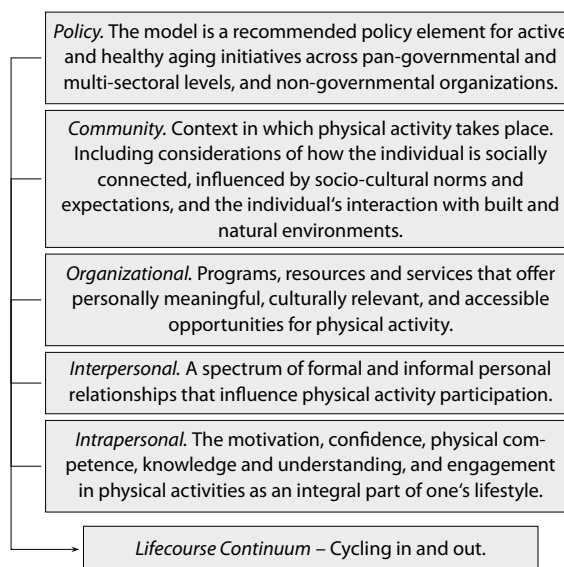 Policy. The model is a recommended policy element for active
and healthy aging initiatives across pan-governmental and
multi-sectoral levels, and non-governmental organizations.
Community. Context in which physical activity takes place.
Including considerations of how the individual is socially
connected, influenced by socio-cultural norms and
expectations, and the individual‘s interaction with built and
natural environments.
Organizational. Programs, resources and services that offer
personally meaningful, culturally relevant, and accessible
opportunities for physical activity.
Interpersonal. A spectrum of formal and informal personal
relationships that influence physical activity participation.
Intrapersonal. The motivation, confidence, physical com-
petence, knowledge and understanding, and engagement
in physical activities as an integral part of one‘s lifestyle.
Lifecourse Continuum – Cycling in and out.